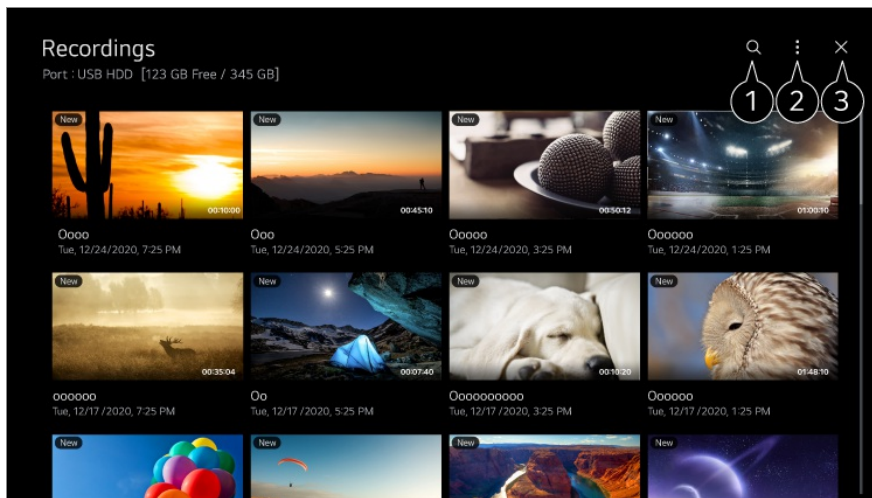 Recordings
Port : USB HDD [123 GB Free / 345 GB]
1 2 3
New New New New
00:10:00 00:45:10 00:50:12 01:00:10
Oooo Ooo Ooooo Oooooo
Tue, 12/24/2020, 7:25 PM Tue, 12/24/2020, 5:25 PM Tue, 12/24/2020, 3:25 PM Tue, 12/24/2020, 1:25 PM
New New New New
00:35:04 00:07:40 00:10:20 01:48:10
oooooo Oo Oooooooooo Oooooo
Tue, 12/17 /2020, 7:25 PM Tue, 12/17 /2020, 5:25 PM Tue, 12/17 /2020, 3:25 PM Tue, 12/17 /2020, 1:25 PM
New New New New